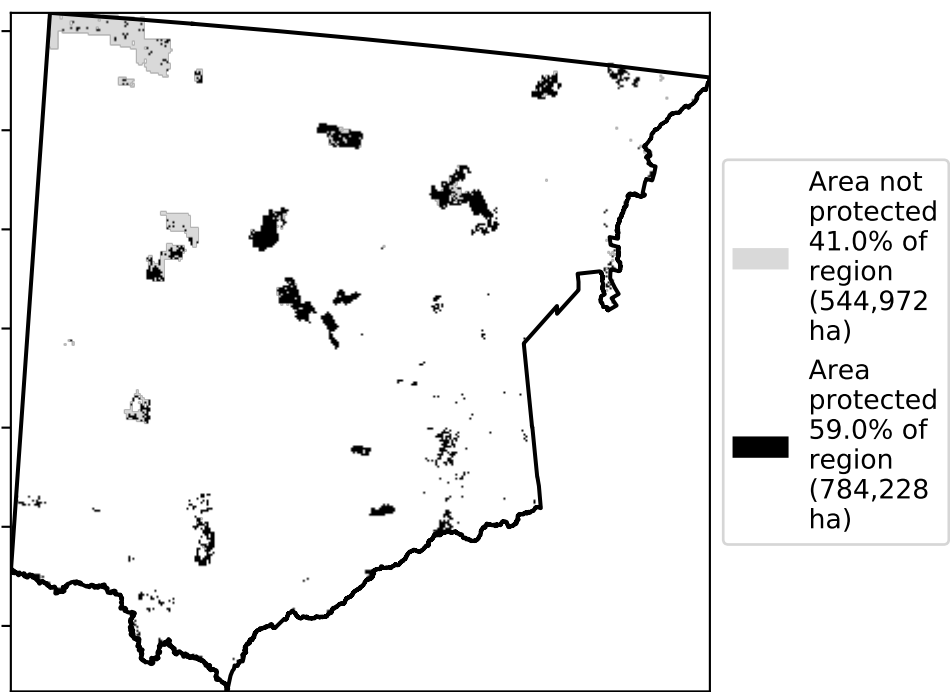 Area not
protected
41.0% of
region
(544,972
ha)
Area
protected
59.0% of
region
(784,228
ha)